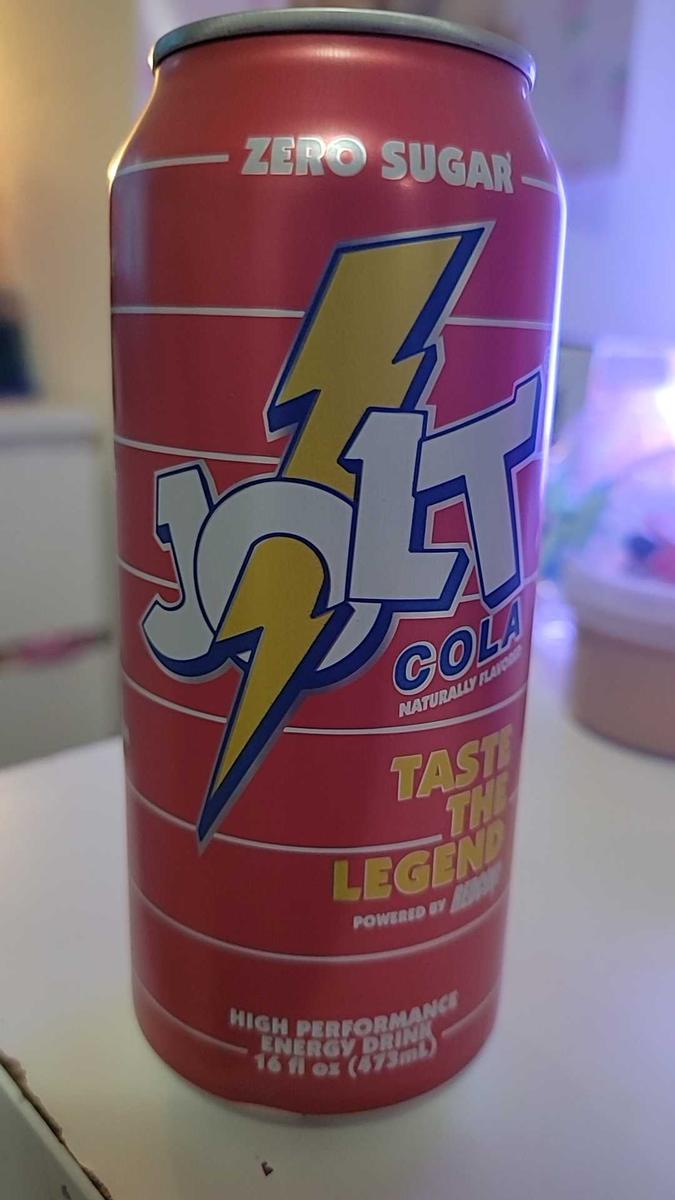 ZERO SUGAR
JOLT
COLA
NATURALLY FLAVORED
TASTE
THE
LEGEND
POWERED BY
HIGH PERFORMANCE
ENERGY DRINK
16 fl oz (473mL)